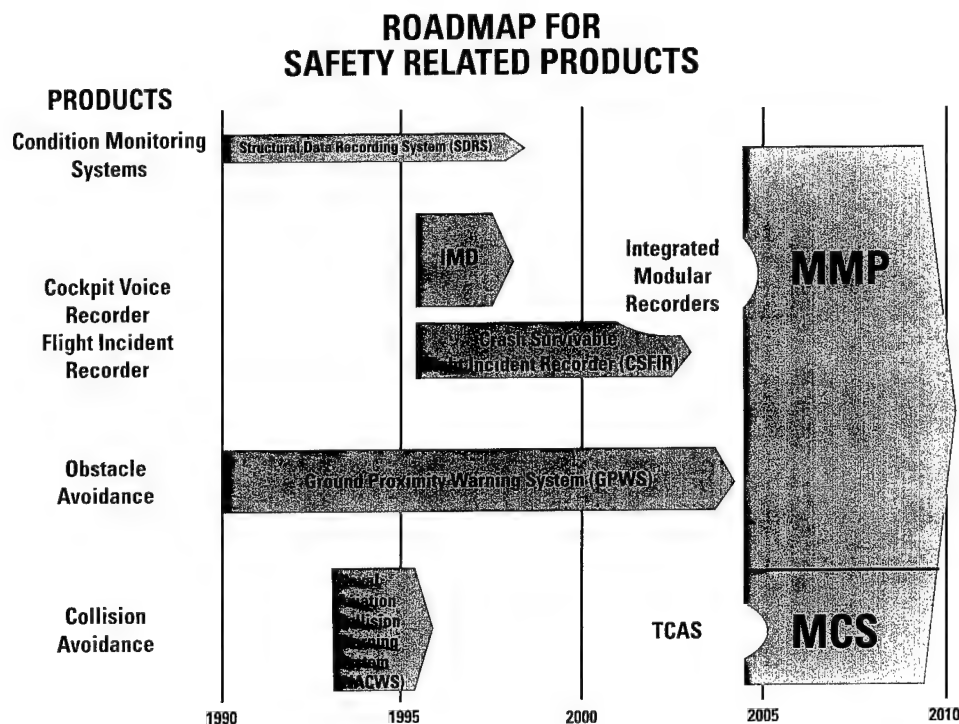 ROADMAP FOR
SAFETY RELATED PRODUCTS
PRODUCTS
Condition Monitoring
Systems
Structural Data Recording System (SDRS)
IMD
Integrated
Modular
Recorders
MMP
Cockpit Voice
Recorder
Flight Incident
Recorder
Crash Survivable
Incident Recorder (CSFIR)
Obstacle
Avoidance
Ground Proximity Warning System (GPWS)
Collision
Avoidance
TCAS
MCS
1990
1995
2000
2005
2010